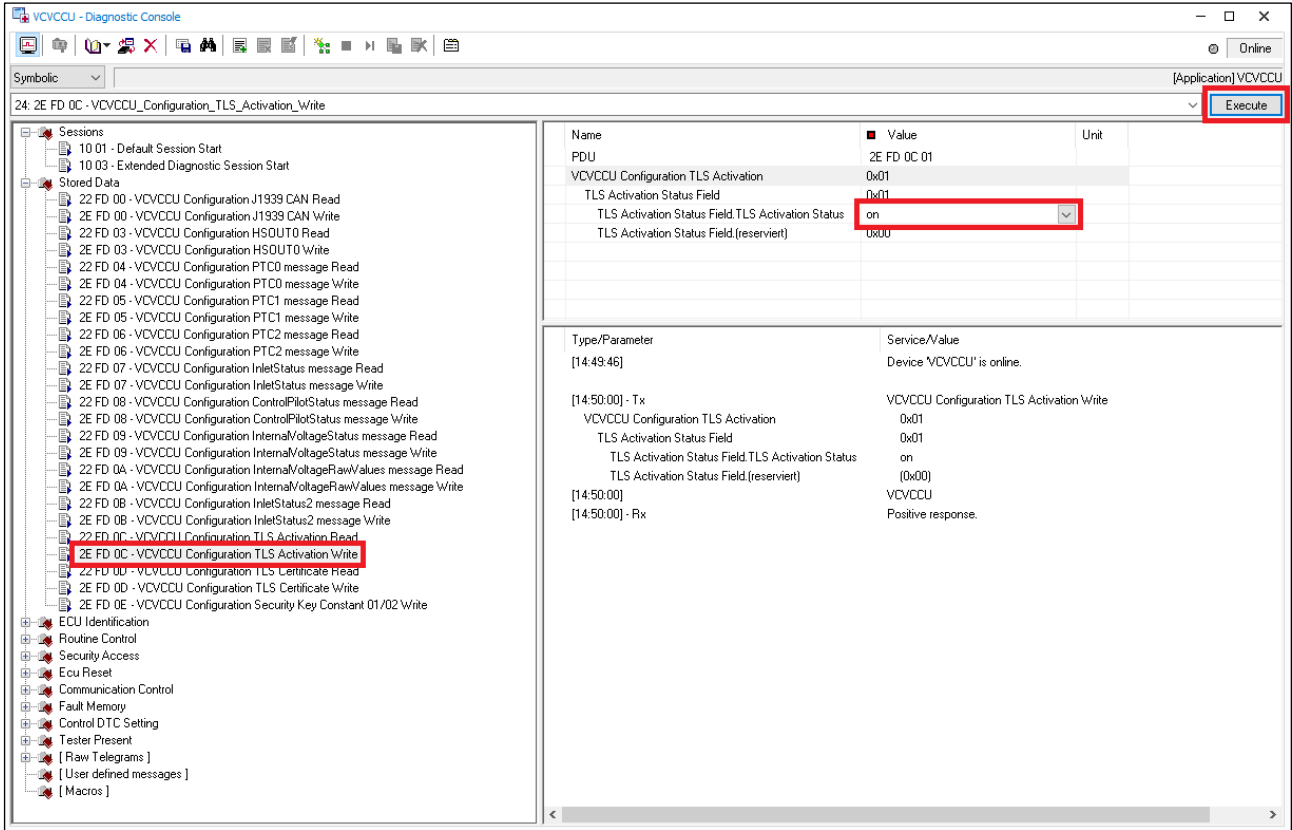 VCVCCU - Diagnostic Console
Online
Symbolic
[Application] VCVCCU
24: 2E FD 0C - VCVCCU_Configuration_TLS_Activation_Write
Execute
Sessions
10 01 - Default Session Start
10 03 - Extended Diagnostic Session Start
Stored Data
22 FD 00 - VCVCCU Configuration J1939 CAN Read
2E FD 00 - VCVCCU Configuration J1939 CAN Write
22 FD 03 - VCVCCU Configuration HSOUT0 Read
2E FD 03 - VCVCCU Configuration HSOUT0 Write
22 FD 04 - VCVCCU Configuration PTC0 message Read
2E FD 04 - VCVCCU Configuration PTC0 message Write
22 FD 05 - VCVCCU Configuration PTC1 message Read
2E FD 05 - VCVCCU Configuration PTC1 message Write
22 FD 06 - VCVCCU Configuration PTC2 message Read
2E FD 06 - VCVCCU Configuration PTC2 message Write
22 FD 07 - VCVCCU Configuration InletStatus message Read
2E FD 07 - VCVCCU Configuration InletStatus message Write
22 FD 08 - VCVCCU Configuration ControlPilotStatus message Read
2E FD 08 - VCVCCU Configuration ControlPilotStatus message Write
22 FD 09 - VCVCCU Configuration InternalVoltageStatus message Read
2E FD 09 - VCVCCU Configuration InternalVoltageStatus message Write
22 FD 0A - VCVCCU Configuration InternalVoltageRawValues message Read
2E FD 0A - VCVCCU Configuration InternalVoltageRawValues message Write
22 FD 0B - VCVCCU Configuration InletStatus2 message Read
2E FD 0B - VCVCCU Configuration InletStatus2 message Write
22 FD 0C - VCVCCU Configuration TLS Activation Read
2E FD 0C - VCVCCU Configuration TLS Activation Write
22 FD 0D - VCVCCU Configuration TLS Certificate Read
2E FD 0D - VCVCCU Configuration TLS Certificate Write
2E FD 0E - VCVCCU Configuration Security Key Constant 01/02 Write
ECU Identification
Routine Control
Security Access
Ecu Reset
Communication Control
Fault Memory
Control DTC Setting
Tester Present
[ Raw Telegrams ]
[ User defined messages ]
[ Macros ]
Name Value Unit
PDU 2E FD 0C 01
VCVCCU Configuration TLS Activation 0x01
TLS Activation Status Field 0x01
TLS Activation Status Field.TLS Activation Status on
TLS Activation Status Field.(reserviert) 0x00
Type/Parameter Service/Value
[14:49:46] Device 'VCVCCU' is online.
[14:50:00] - Tx VCVCCU Configuration TLS Activation Write
VCVCCU Configuration TLS Activation 0x01
TLS Activation Status Field 0x01
TLS Activation Status Field.TLS Activation Status on
TLS Activation Status Field.(reserviert) (0x00)
[14:50:00] VCVCCU
[14:50:00] - Rx Positive response.